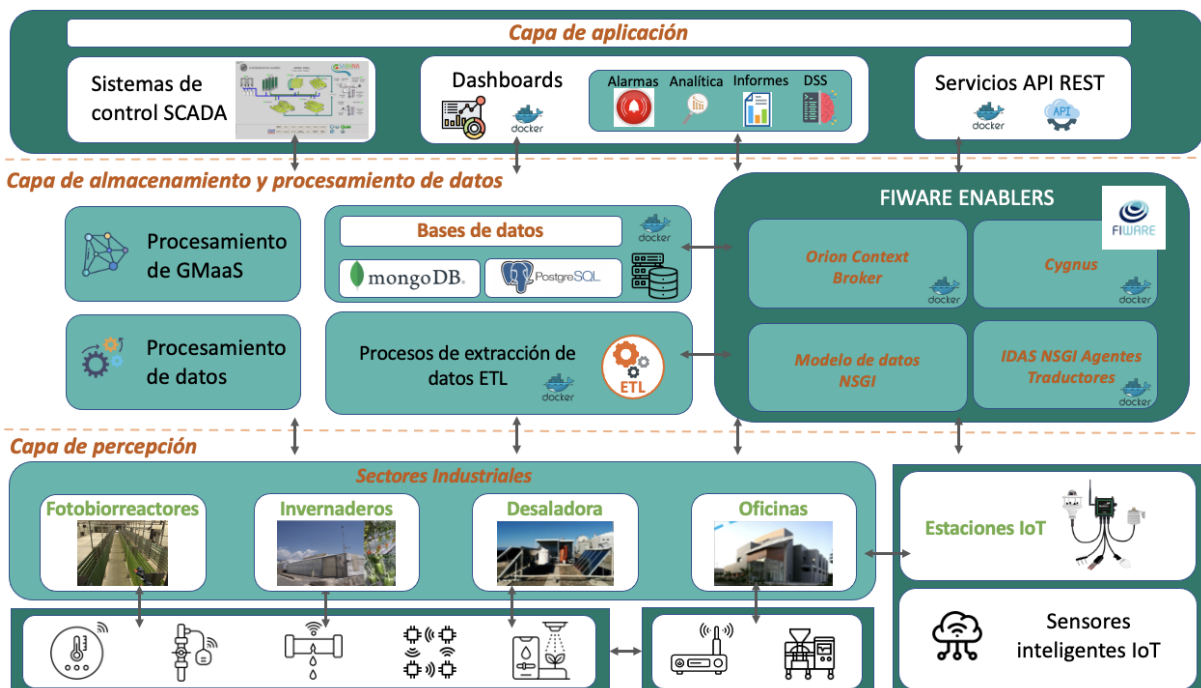 Capa de aplicación
Sistemas de
control SCADA
Dashboards
docker
Alarmas
Analítica
Informes
DSS
Servicios API REST
docker
API
Capa de almacenamiento y procesamiento de datos
Procesamiento
de GMaaS
Bases de datos
docker
mongoDB®
PostgreSQL
FIWARE ENABLERS
FIWARE
Orion Context
Broker
docker
Cygnus
docker
Procesamiento
de datos
Procesos de extracción de
datos ETL
docker
ETL
Modelo de datos
NSGI
IDAS NSGI Agentes
Traductores
docker
Capa de percepción
Sectores Industriales
Fotobiorreactores
Invernaderos
Desaladora
Oficinas
Estaciones IoT
Sensores
inteligentes IoT